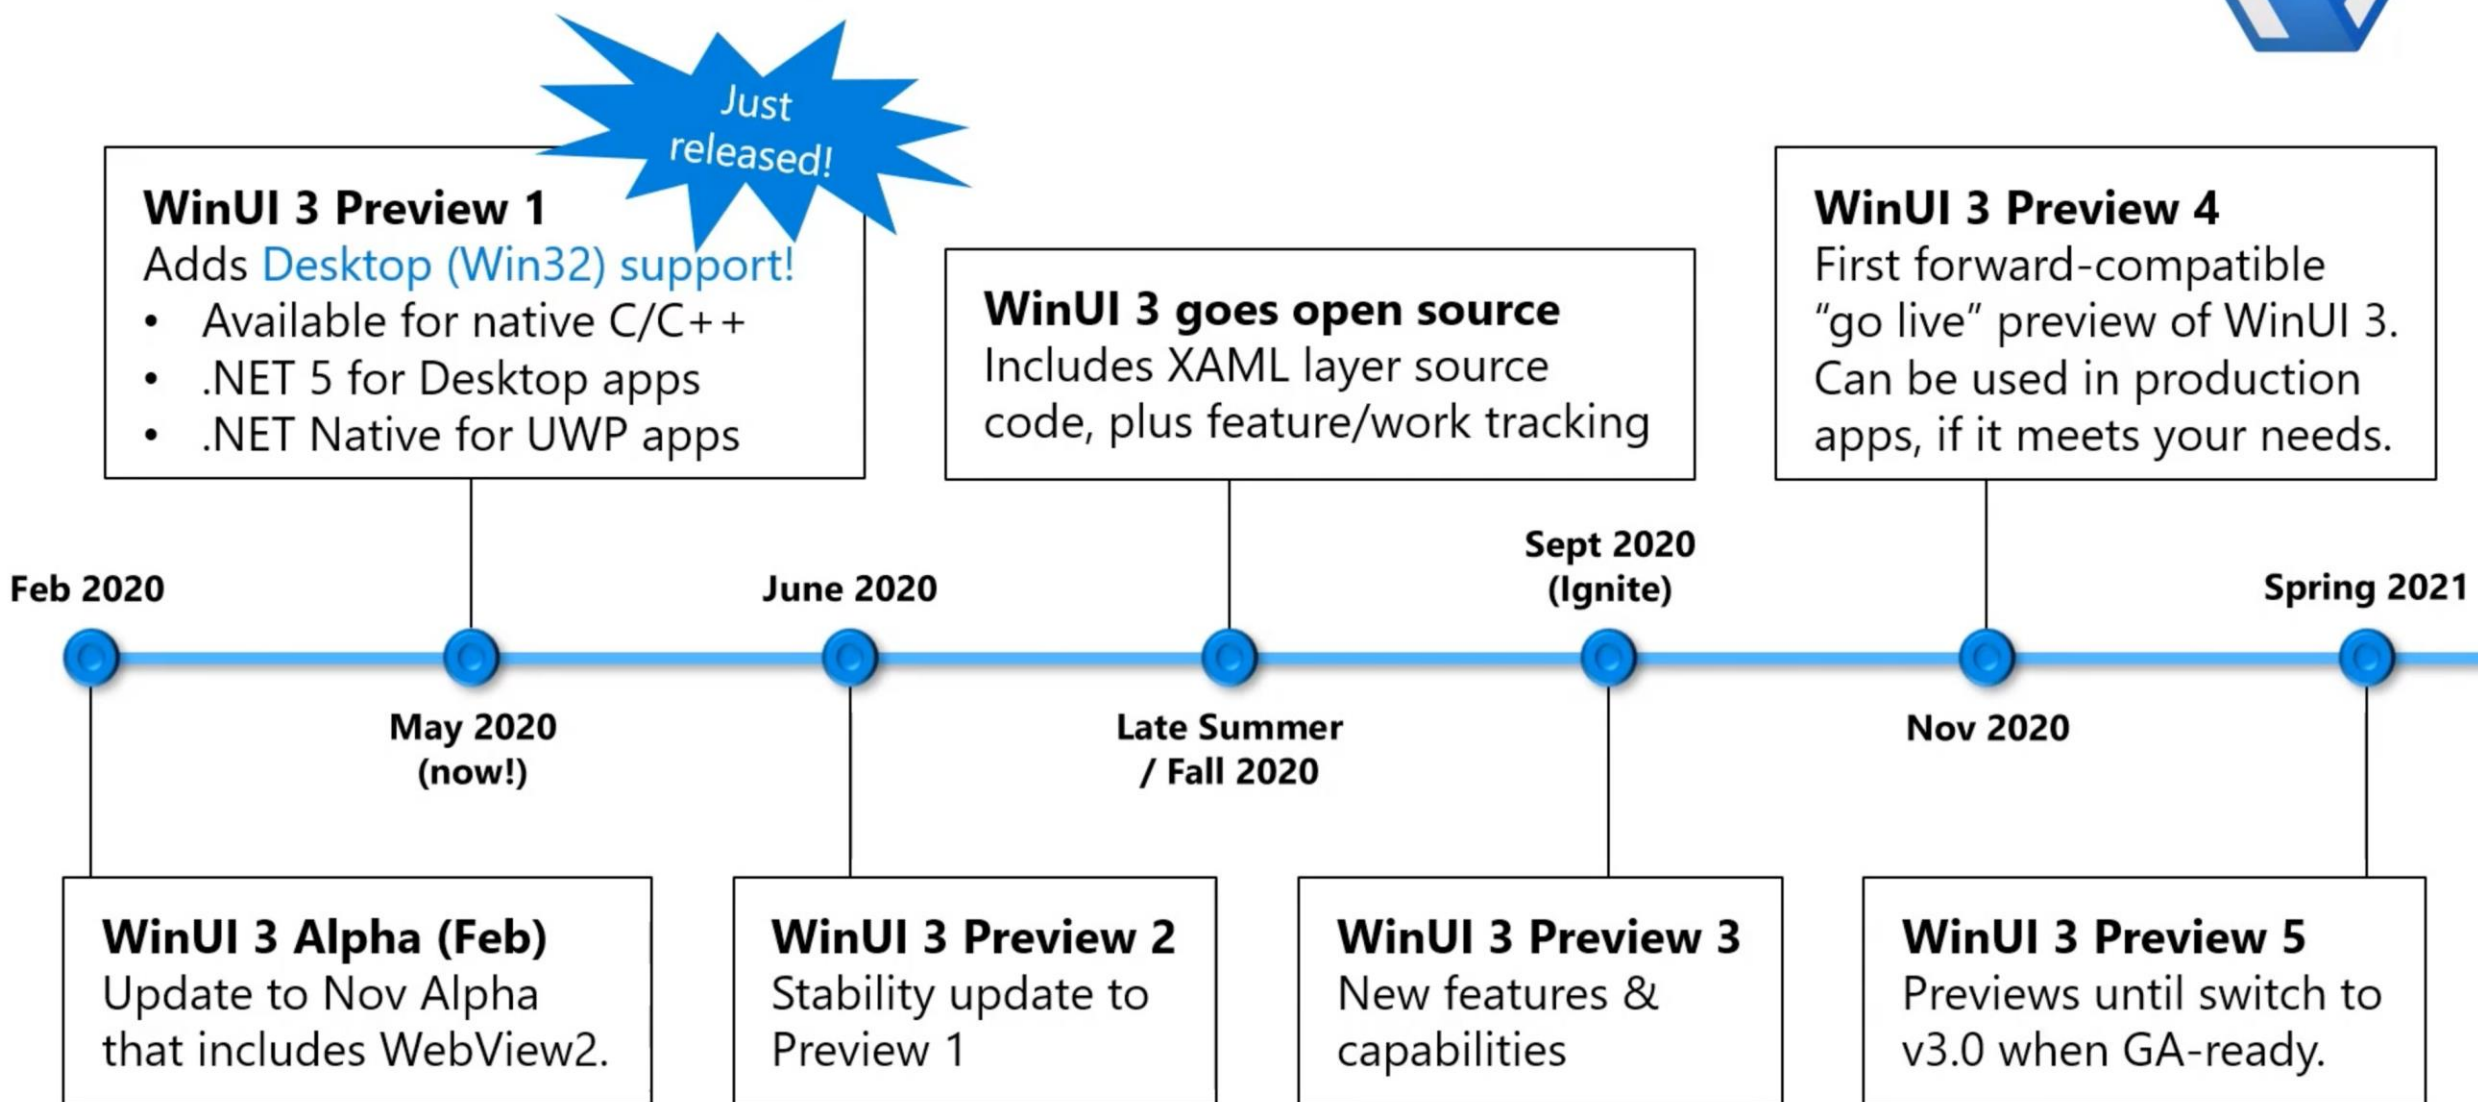 Just
released!
WinUI 3 Preview 1
Adds Desktop (Win32) support!
• Available for native C/C++
• .NET 5 for Desktop apps
• .NET Native for UWP apps
WinUI 3 goes open source
Includes XAML layer source
code, plus feature/work tracking
WinUI 3 Preview 4
First forward-compatible
“go live” preview of WinUI 3.
Can be used in production
apps, if it meets your needs.
Feb 2020
May 2020
(now!)
June 2020
Late Summer
/ Fall 2020
Sept 2020
(Ignite)
Nov 2020
Spring 2021
WinUI 3 Alpha (Feb)
Update to Nov Alpha
that includes WebView2.
WinUI 3 Preview 2
Stability update to
Preview 1
WinUI 3 Preview 3
New features &
capabilities
WinUI 3 Preview 5
Previews until switch to
v3.0 when GA-ready.